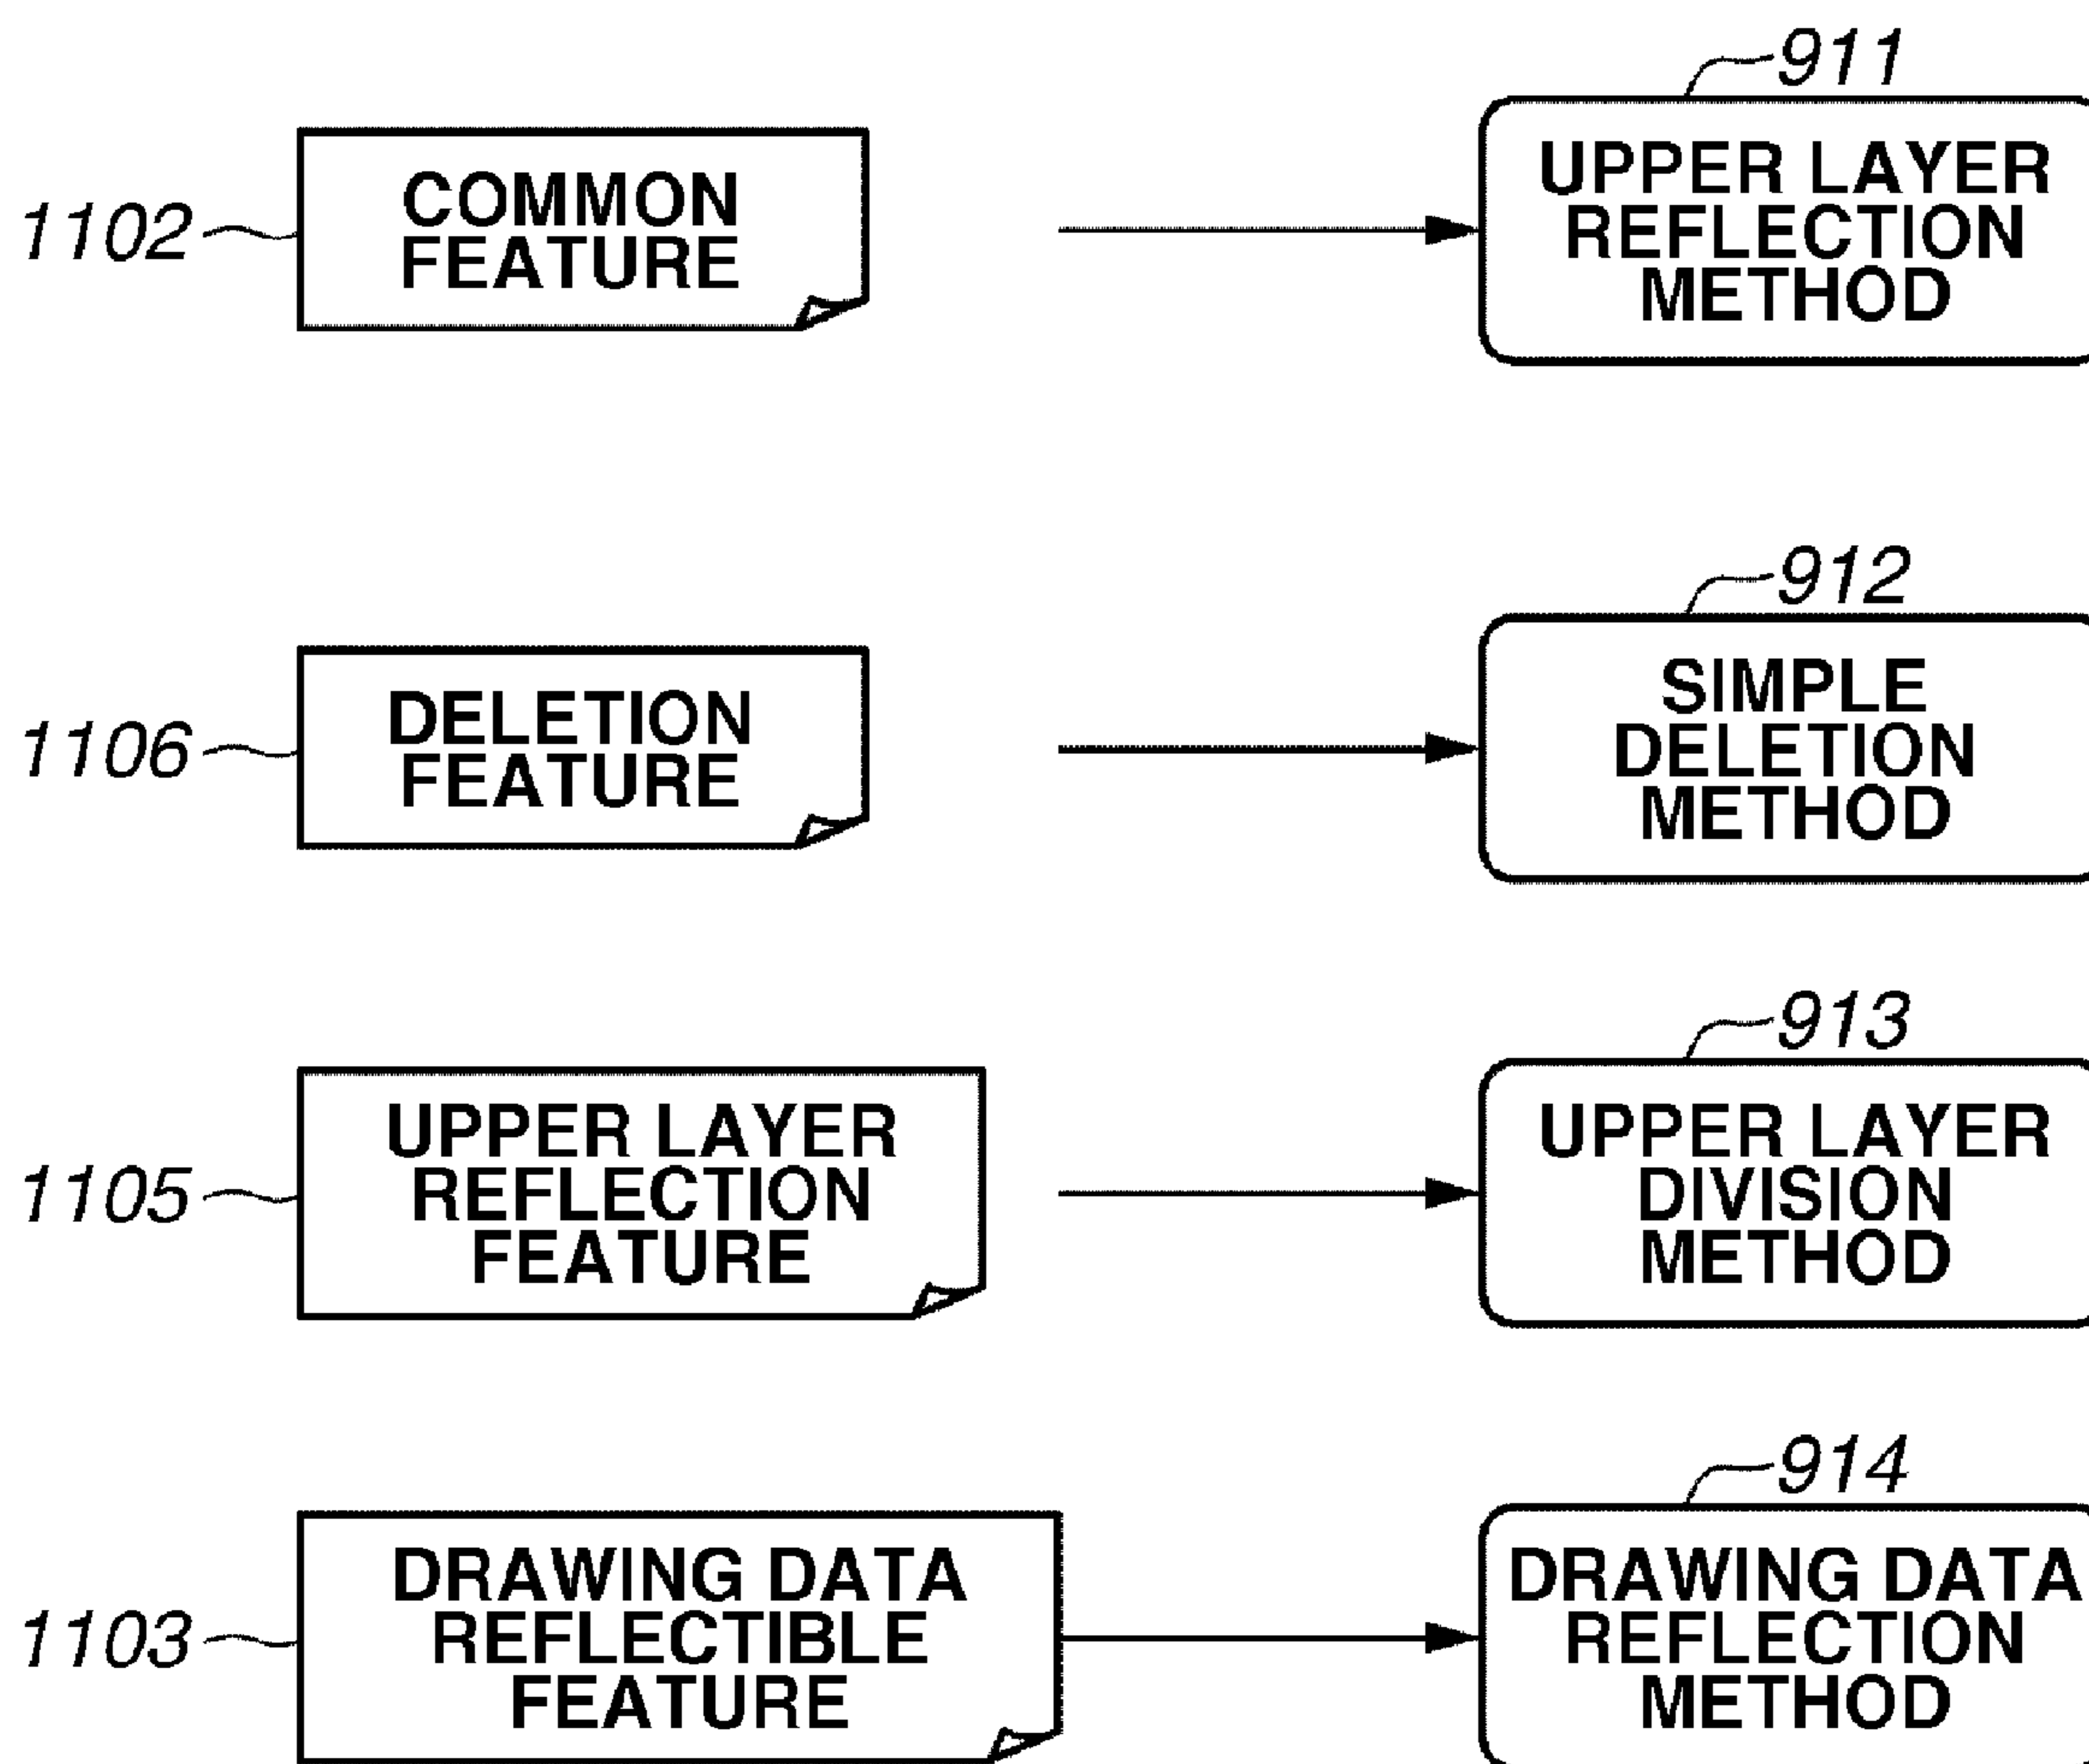 911
1102
COMMON
FEATURE
UPPER LAYER
REFLECTION
METHOD
912
1106
DELETION
FEATURE
SIMPLE
DELETION
METHOD
913
1105
UPPER LAYER
REFLECTION
FEATURE
UPPER LAYER
DIVISION
METHOD
914
1103
DRAWING DATA
REFLECTIBLE
FEATURE
DRAWING DATA
REFLECTION
METHOD